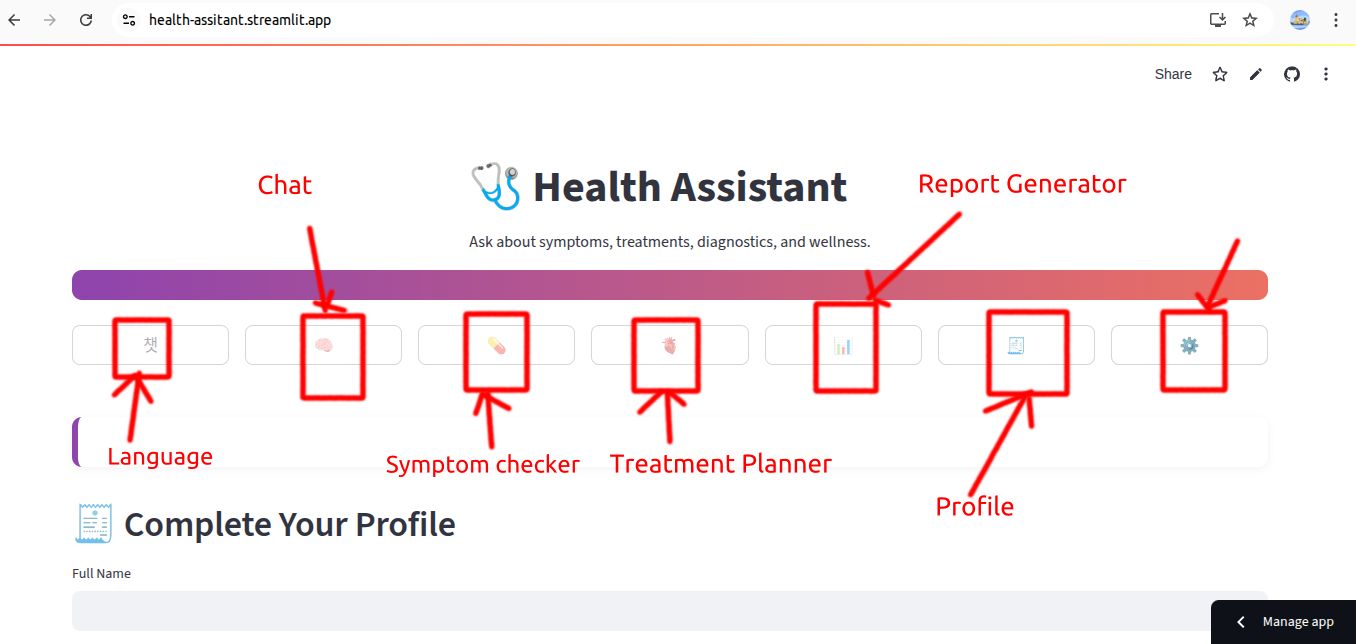 health-assitant.streamlit.app
Share
Chat
🩺 Health Assistant
Report Generator
Ask about symptoms, treatments, diagnostics, and wellness.
챗
Language
Symptom checker
Treatment Planner
Profile
Complete Your Profile
Full Name
Manage app